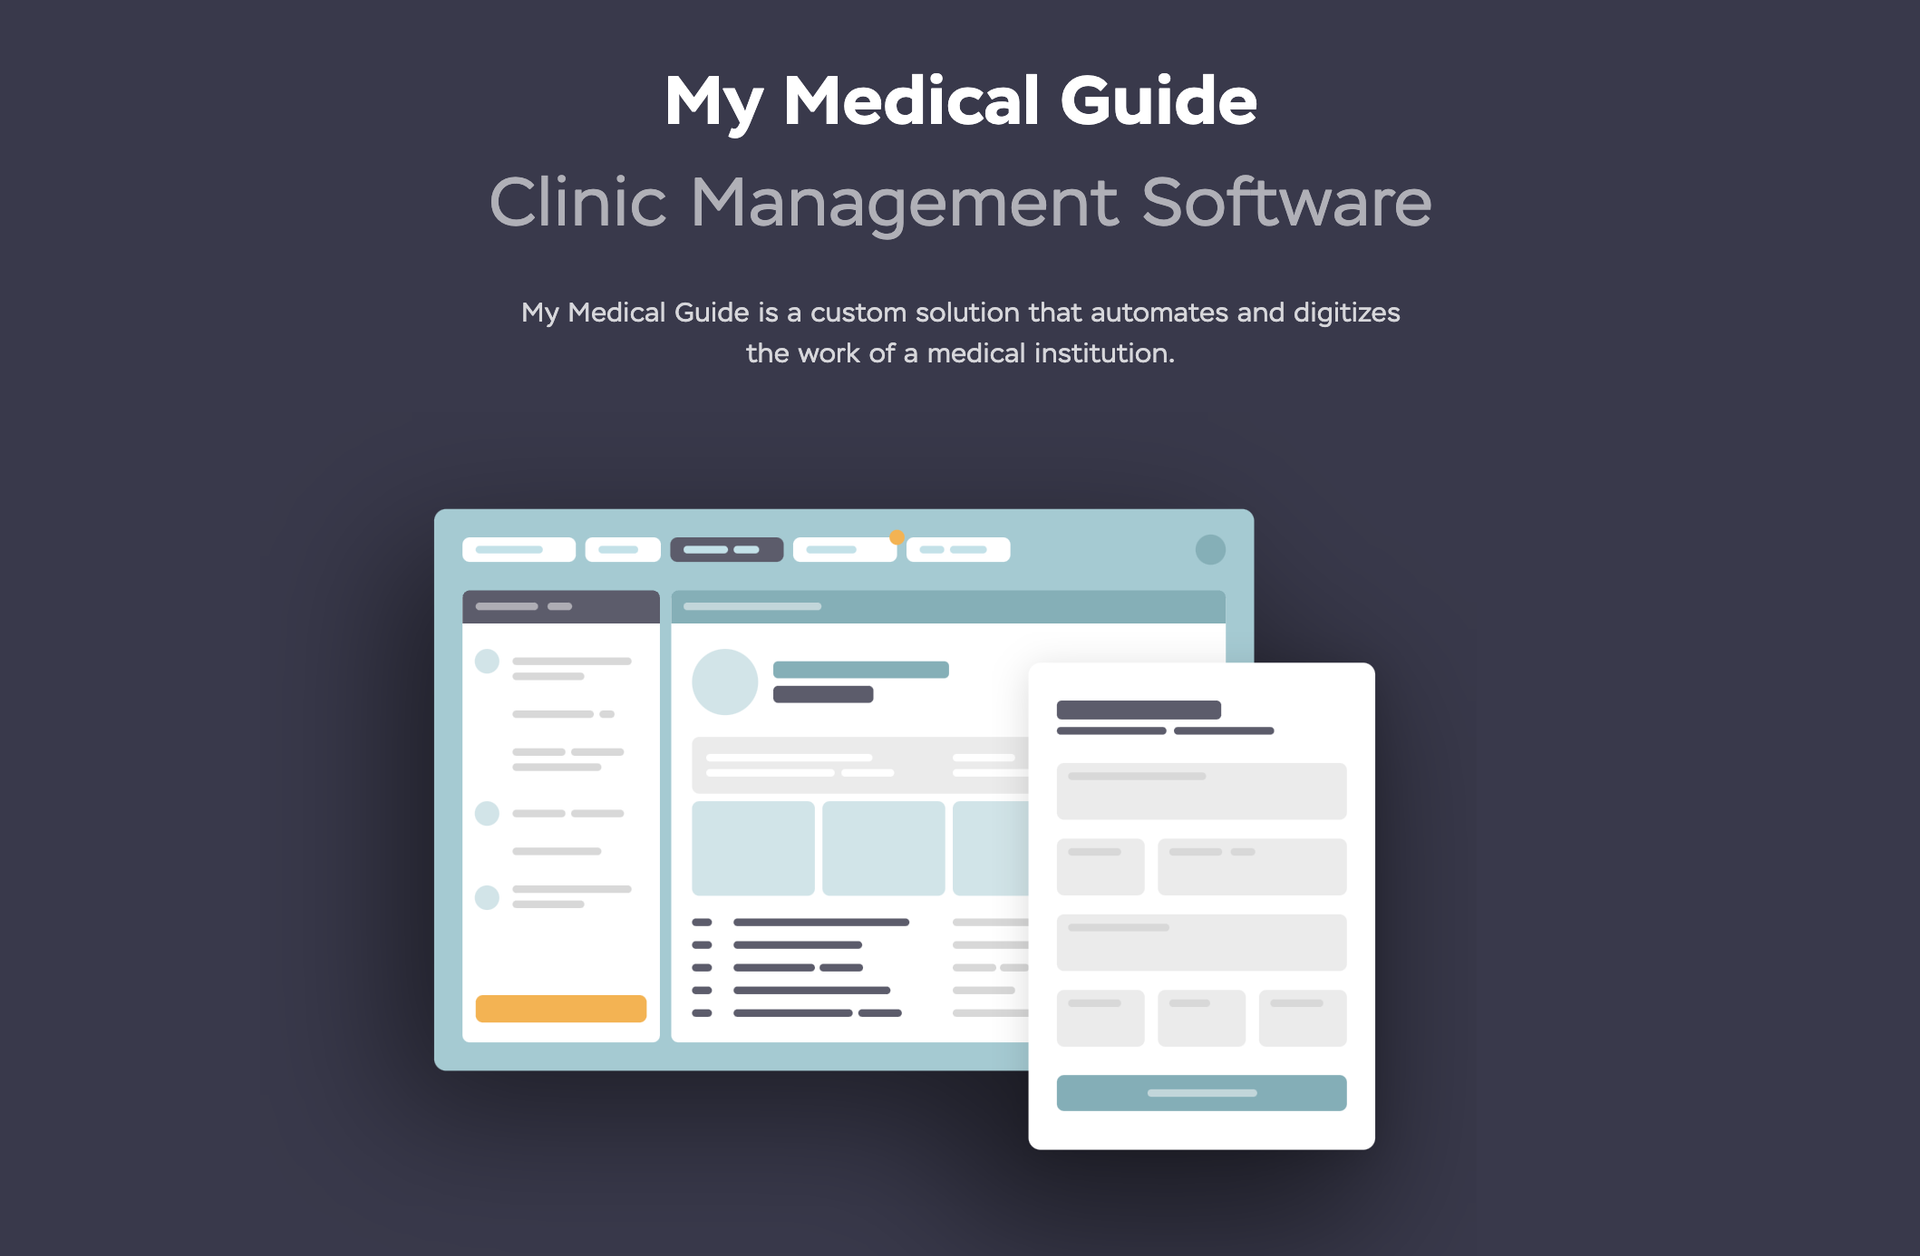 My Medical Guide
Clinic Management Software
My Medical Guide is a custom solution that automates and digitizes
the work of a medical institution.